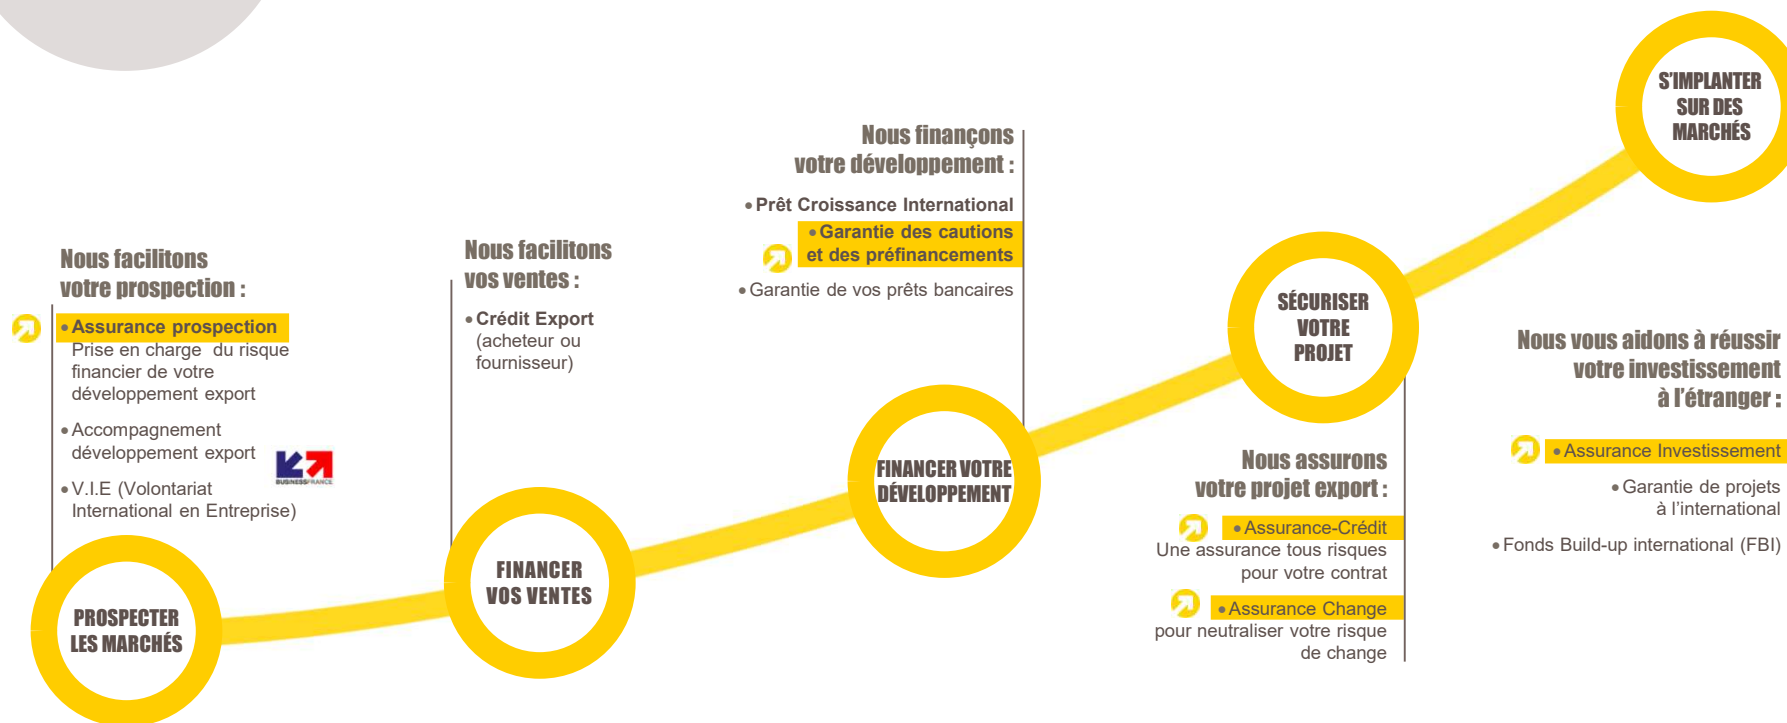 Nous facilitons
votre prospection :
• Assurance prospection
Prise en charge du risque
financier de votre
développement export
• Accompagnement
développement export
BUSINESSFRANCE
• V.I.E (Volontariat
International en Entreprise)
PROSPECTER
LES MARCHÉS
Nous facilitons
vos ventes :
• Crédit Export
(acheteur ou
fournisseur)
FINANCER
VOS VENTES
Nous finançons
votre développement :
• Prêt Croissance International
• Garantie des cautions
et des préfinancements
• Garantie de vos prêts bancaires
FINANCER VOTRE
DÉVELOPPEMENT
SÉCURISER
VOTRE
PROJET
Nous assurons
votre projet export :
• Assurance-Crédit
Une assurance tous risques
pour votre contrat
• Assurance Change
pour neutraliser votre risque
de change
S'IMPLANTER
SUR DES
MARCHÉS
Nous vous aidons à réussir
votre investissement
à l'étranger :
• Assurance Investissement
• Garantie de projets
à l'international
• Fonds Build-up international (FBI)